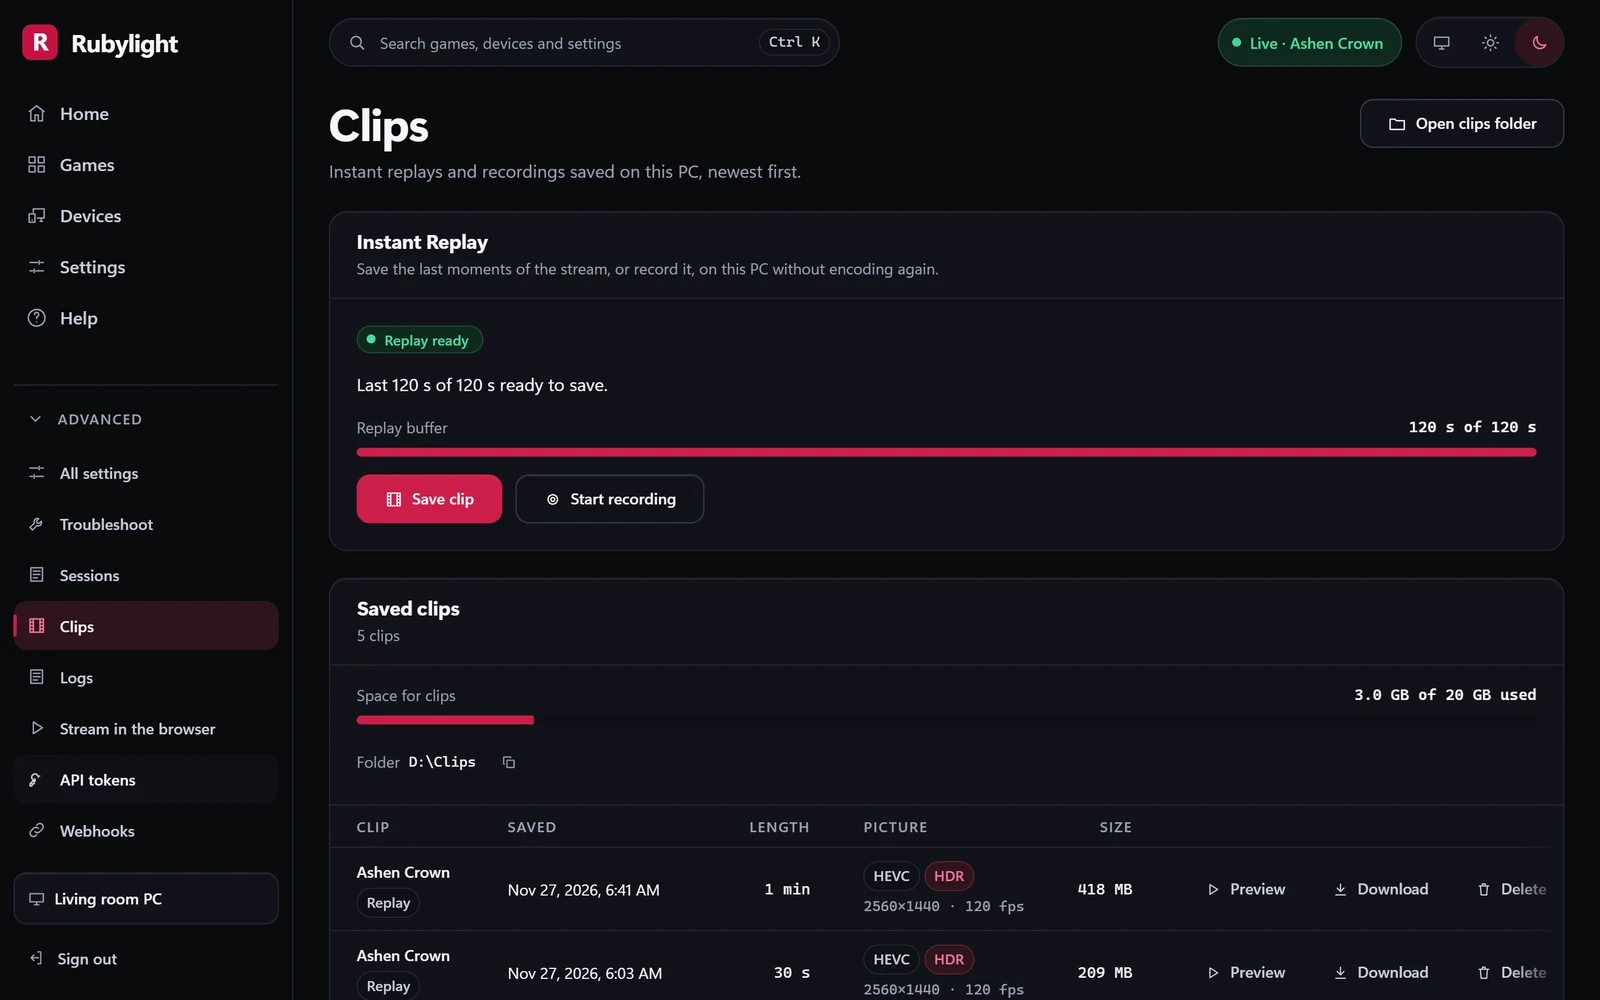 R Rubylight
Search games, devices and settings
Ctrl K
Live · Ashen Crown
Home
Games
Devices
Settings
Help
ADVANCED
All settings
Troubleshoot
Sessions
Clips
Logs
Stream in the browser
API tokens
Webhooks
Living room PC
Sign out
Clips
Open clips folder
Instant replays and recordings saved on this PC, newest first.
Instant Replay
Save the last moments of the stream, or record it, on this PC without encoding again.
Replay ready
Last 120 s of 120 s ready to save.
Replay buffer
120 s of 120 s
Save clip
Start recording
Saved clips
5 clips
Space for clips
3.0 GB of 20 GB used
Folder D:\Clips
CLIP SAVED LENGTH PICTURE SIZE
Ashen Crown
Replay
Nov 27, 2026, 6:41 AM
1 min
HEVC HDR
2560×1440 · 120 fps
418 MB
Preview
Download
Delete
Ashen Crown
Replay
Nov 27, 2026, 6:03 AM
30 s
HEVC HDR
2560×1440 · 120 fps
209 MB
Preview
Download
Delete